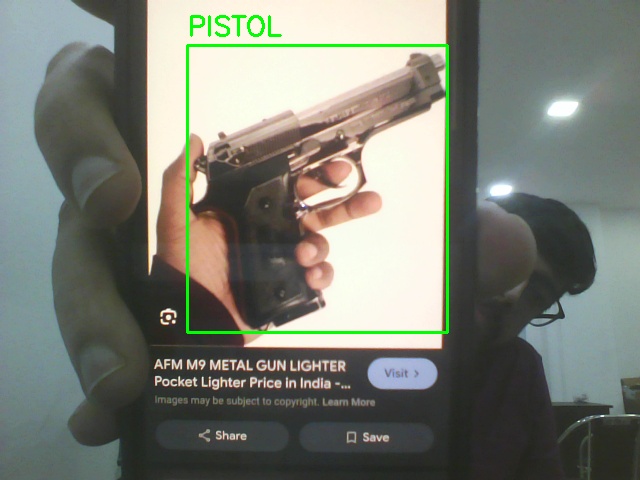 PISTOL
AFM M9 METAL GUN LIGHTER
Pocket Lighter Price in India -...
Visit >
Images may be subject to copyright. Learn More
Share
Save